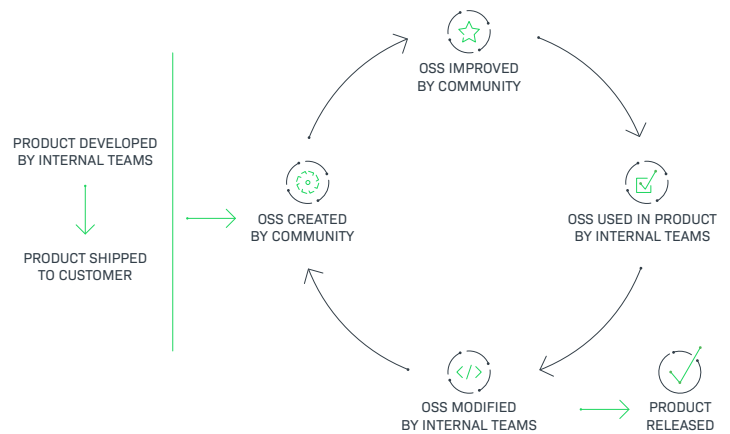 PRODUCT DEVELOPED
BY INTERNAL TEAMS
PRODUCT SHIPPED
TO CUSTOMER
OSS CREATED
BY COMMUNITY
OSS IMPROVED
BY COMMUNITY
OSS USED IN PRODUCT
BY INTERNAL TEAMS
</>
OSS MODIFIED
BY INTERNAL TEAMS
PRODUCT
RELEASED